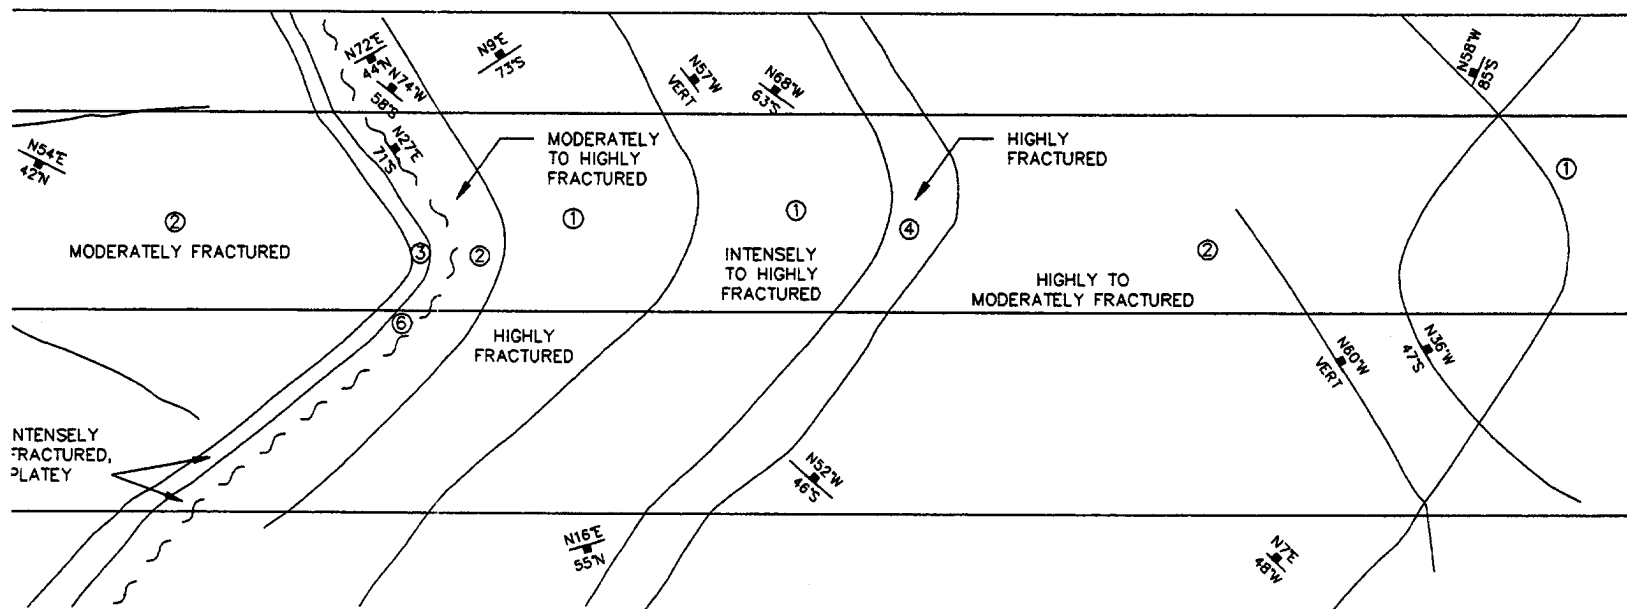 N72°E
44°N
N74°W
58°S
N9°E
73°S
N57°W
VERT
N68°W
63°S
N58°W
85°S
N54°E
42°N
N27°E
71°S
MODERATELY
TO HIGHLY
FRACTURED
HIGHLY
FRACTURED
1
2
MODERATELY FRACTURED
3
2
1
1
INTENSELY
TO HIGHLY
FRACTURED
4
2
HIGHLY TO
MODERATELY FRACTURED
6
HIGHLY
FRACTURED
N60°W
VERT
N36°W
47°S
NTENSELY
FRACTURED,
PLATEY
N52°W
46°S
N16°E
55°N
N7°E
48°W